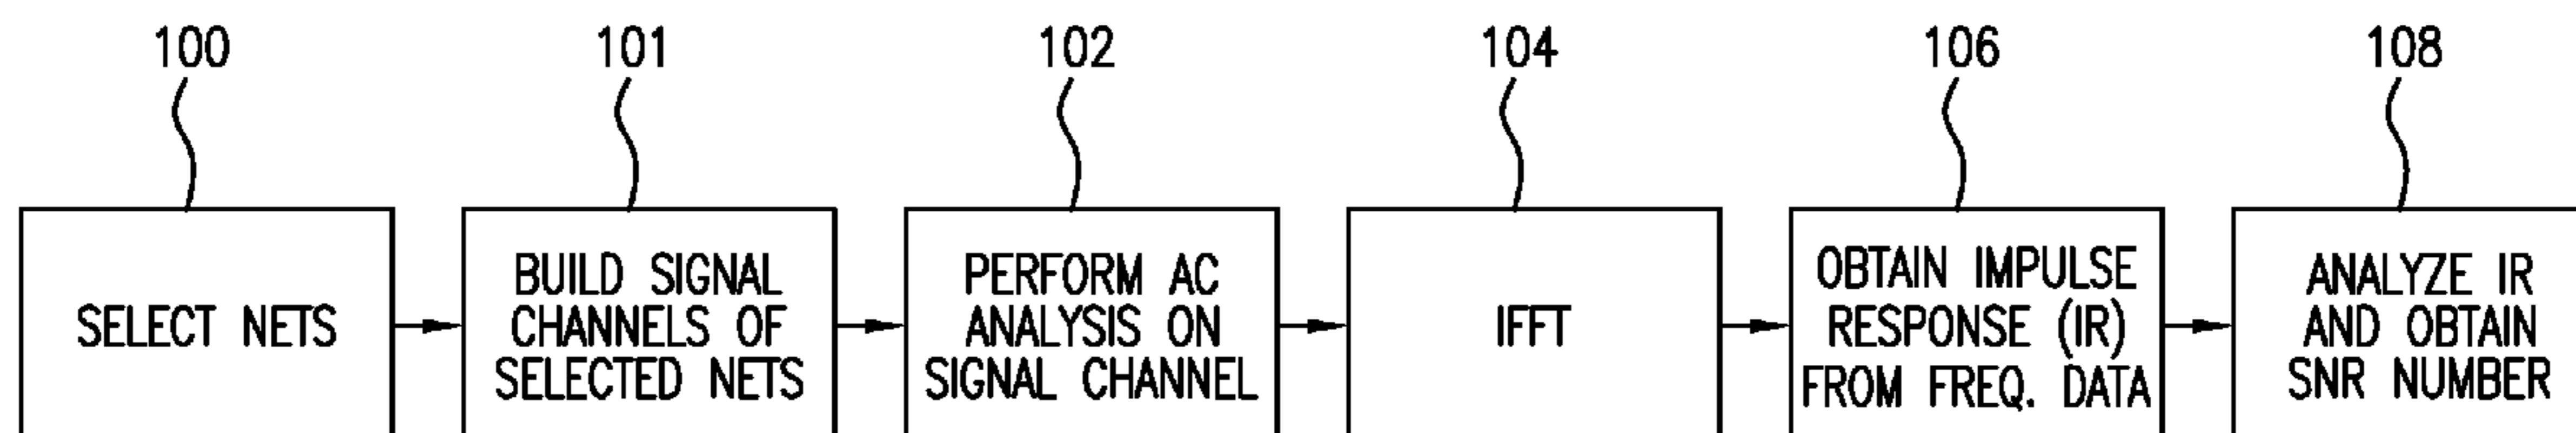 100
101
102
104
106
108
SELECT NETS
BUILD SIGNAL
CHANNELS OF
SELECTED NETS
PERFORM AC
ANALYSIS ON
SIGNAL CHANNEL
IFFT
OBTAIN IMPULSE
RESPONSE (IR)
FROM FREQ. DATA
ANALYZE IR
AND OBTAIN
SNR NUMBER